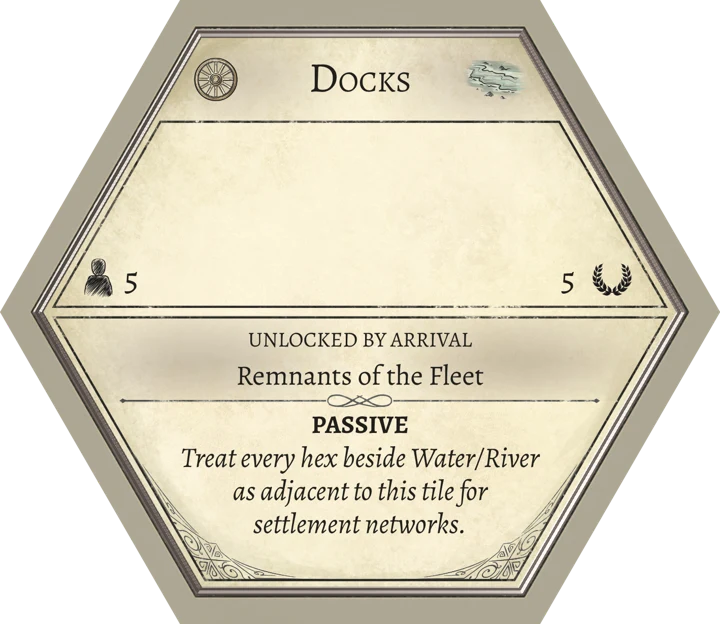 Docks
5
5
UNLOCKED BY ARRIVAL
Remnants of the Fleet
PASSIVE
Treat every hex beside Water/River
as adjacent to this tile for
settlement networks.